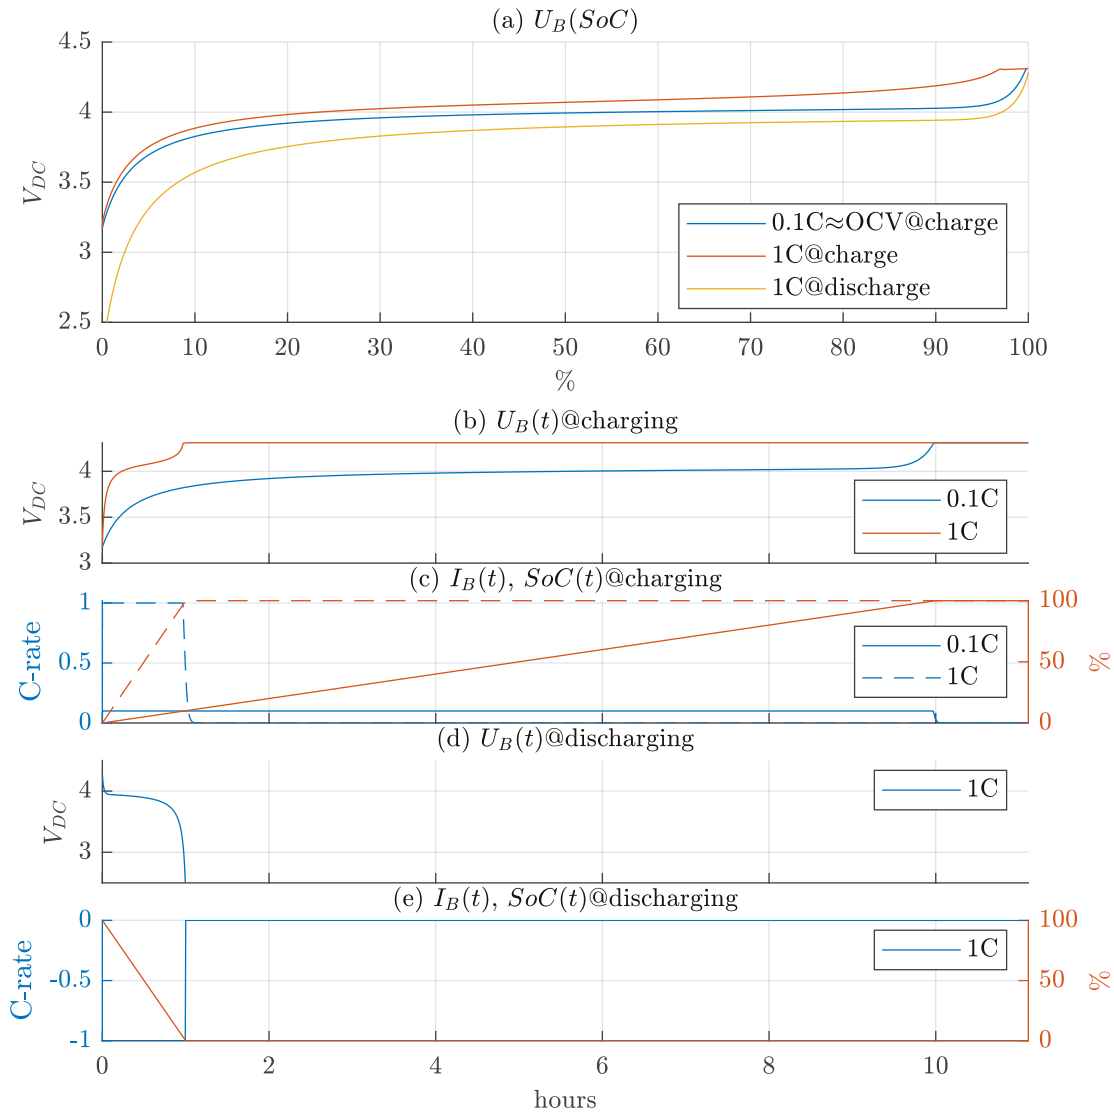 (a) U_B(SoC)
4.5
4
3.5
3
2.5
V_DC
0.1C≈OCV@charge
1C@charge
1C@discharge
0 10 20 30 40 50 60 70 80 90 100
%
(b) U_B(t)@charging
4
3.5
3
V_DC
0.1C
1C
(c) I_B(t), SoC(t)@charging
1
0.5
0
C-rate
100
50
0
%
0.1C
1C
(d) U_B(t)@discharging
4
3
V_DC
1C
(e) I_B(t), SoC(t)@discharging
0
-0.5
-1
C-rate
100
50
0
%
1C
0 2 4 6 8 10
hours